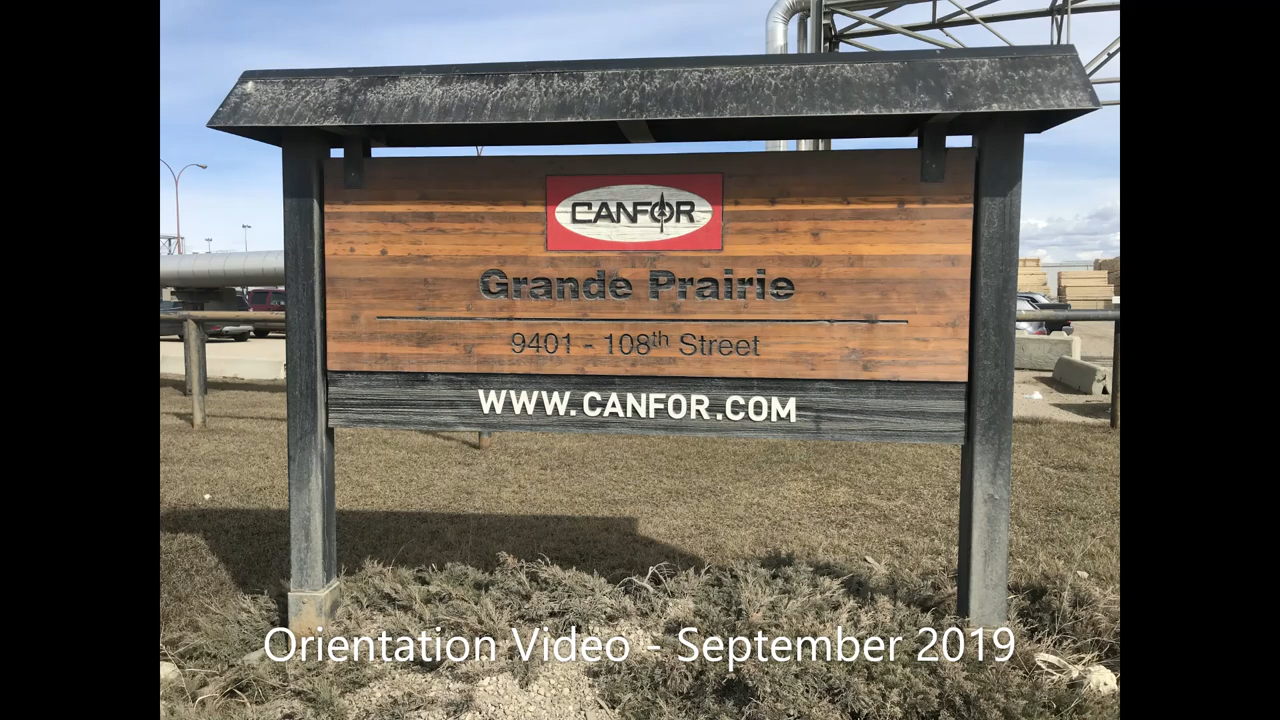 CANFOR
Grande Prairie
9401 - 108th Street
WWW.CANFOR.COM
Orientation Video - September 2019